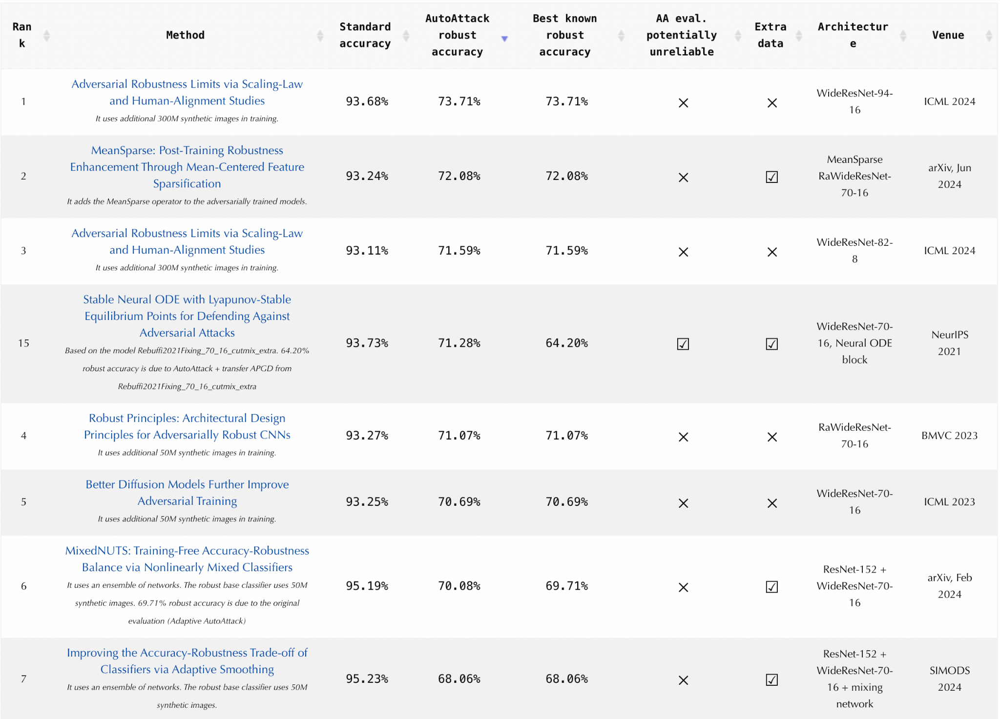 Ran
k
Method
Standard
accuracy
AutoAttack
robust
accuracy
Best known
robust
accuracy
AA eval.
potentially
unreliable
Extra
data
Architectur
e
Venue
1
Adversarial Robustness Limits via Scaling-Law
and Human-Alignment Studies
It uses additional 300M synthetic images in training.
93.68%
73.71%
73.71%
×
×
WideResNet-94-
16
ICML 2024
2
MeanSparse: Post-Training Robustness
Enhancement Through Mean-Centered Feature
Sparsification
It adds the MeanSparse operator to the adversarially trained models.
93.24%
72.08%
72.08%
×
☑
MeanSparse
RaWideResNet-
70-16
arXiv, Jun
2024
3
Adversarial Robustness Limits via Scaling-Law
and Human-Alignment Studies
It uses additional 300M synthetic images in training.
93.11%
71.59%
71.59%
×
×
WideResNet-82-
8
ICML 2024
15
Stable Neural ODE with Lyapunov-Stable
Equilibrium Points for Defending Against
Adversarial Attacks
Based on the model Rebuffi2021Fixing_70_16_cutmix_extra. 64.20%
robust accuracy is due to AutoAttack + transfer APGD from
Rebuffi2021Fixing_70_16_cutmix_extra
93.73%
71.28%
64.20%
☑
☑
WideResNet-70-
16, Neural ODE
block
NeurIPS
2021
4
Robust Principles: Architectural Design
Principles for Adversarially Robust CNNs
It uses additional 50M synthetic images in training.
93.27%
71.07%
71.07%
×
×
RaWideResNet-
70-16
BMVC 2023
5
Better Diffusion Models Further Improve
Adversarial Training
It uses additional 50M synthetic images in training.
93.25%
70.69%
70.69%
×
×
WideResNet-70-
16
ICML 2023
6
MixedNUTS: Training-Free Accuracy-Robustness
Balance via Nonlinearly Mixed Classifiers
It uses an ensemble of networks. The robust base classifier uses 50M
synthetic images. 69.71% robust accuracy is due to the original
evaluation (Adaptive AutoAttack)
95.19%
70.08%
69.71%
×
☑
ResNet-152 +
WideResNet-70-
16
arXiv, Feb
2024
7
Improving the Accuracy-Robustness Trade-off of
Classifiers via Adaptive Smoothing
It uses an ensemble of networks. The robust base classifier uses 50M
synthetic images.
95.23%
68.06%
68.06%
×
☑
ResNet-152 +
WideResNet-70-
16 + mixing
network
SIMODS
2024